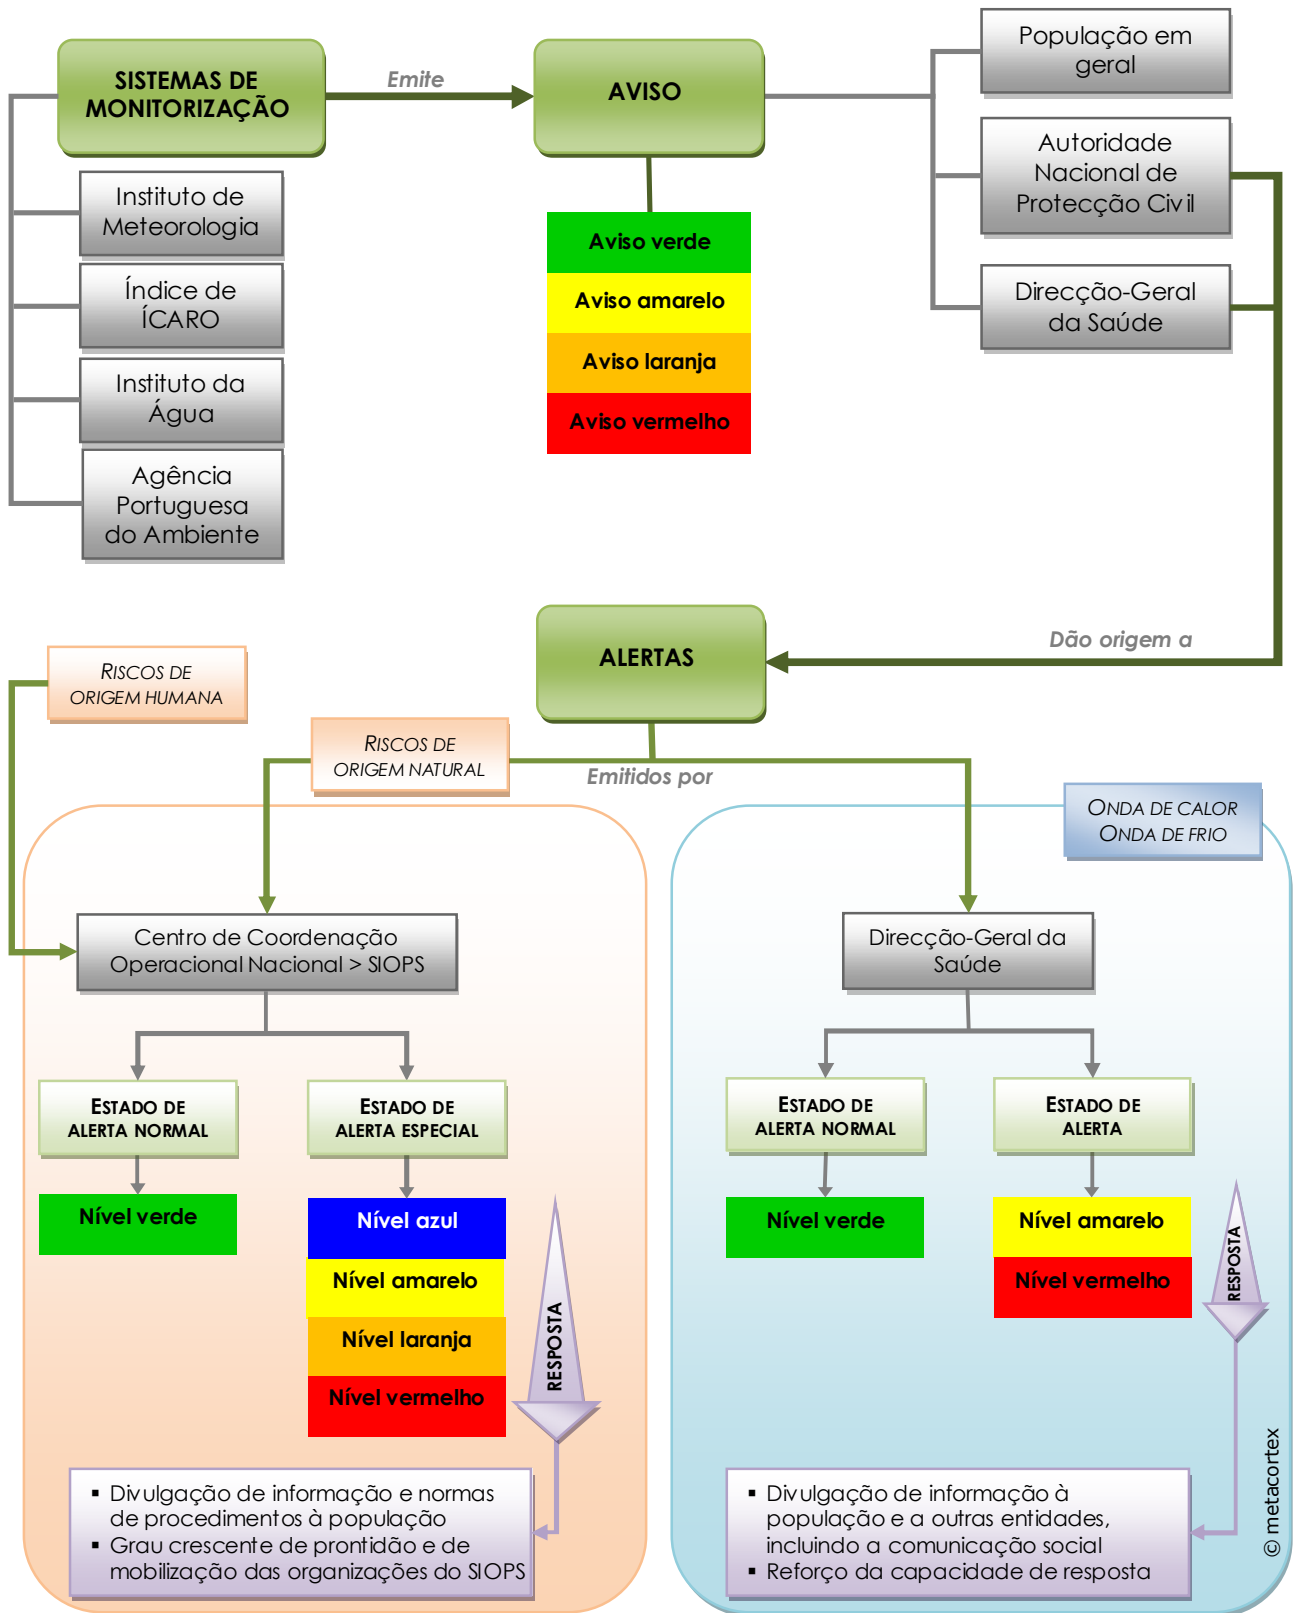 SISTEMAS DE
MONITORIZAÇÃO
Emite
AVISO
População em
geral
Autoridade
Nacional de
Protecção Civil
Direcção-Geral
da Saúde
Instituto de
Meteorologia
Índice de
ÍCARO
Instituto da
Água
Agência
Portuguesa
do Ambiente
Aviso verde
Aviso amarelo
Aviso laranja
Aviso vermelho
Dão origem a
ALERTAS
RISCOS DE
ORIGEM HUMANA
RISCOS DE
ORIGEM NATURAL
Emitidos por
ONDA DE CALOR
ONDA DE FRIO
Centro de Coordenação
Operacional Nacional > SIOPS
ESTADO DE
ALERTA NORMAL
ESTADO DE
ALERTA ESPECIAL
Nível verde
Nível azul
Nível amarelo
Nível laranja
Nível vermelho
RESPOSTA
▪ Divulgação de informação e normas
de procedimentos à população
▪ Grau crescente de prontidão e de
mobilização das organizações do SIOPS
Direcção-Geral da
Saúde
ESTADO DE
ALERTA NORMAL
ESTADO DE
ALERTA
Nível verde
Nível amarelo
Nível vermelho
RESPOSTA
▪ Divulgação de informação à
população e a outras entidades,
incluindo a comunicação social
▪ Reforço da capacidade de resposta
© metacortex